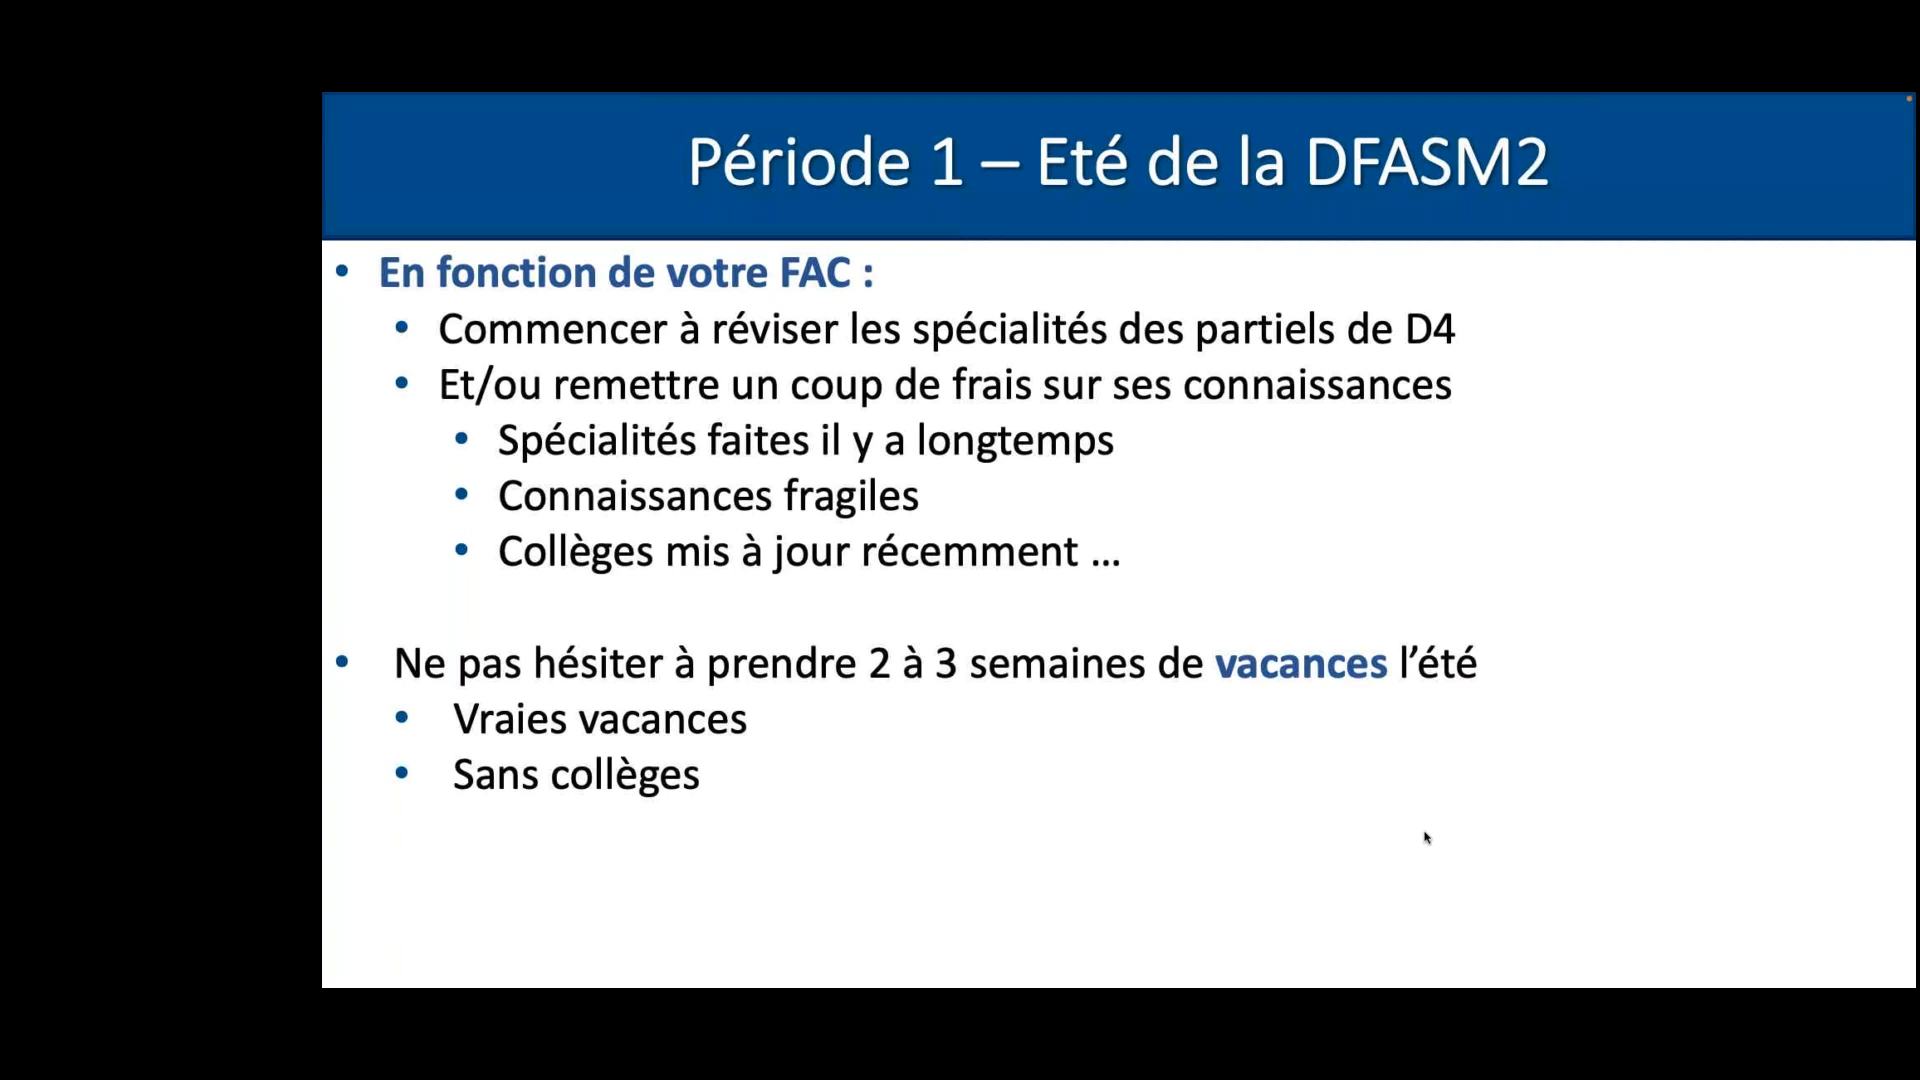 Période 1 – Eté de la DFASM2
• En fonction de votre FAC :
• Commencer à réviser les spécialités des partiels de D4
• Et/ou remettre un coup de frais sur ses connaissances
• Spécialités faites il y a longtemps
• Connaissances fragiles
• Collèges mis à jour récemment ...
• Ne pas hésiter à prendre 2 à 3 semaines de vacances l’été
• Vraies vacances
• Sans collèges